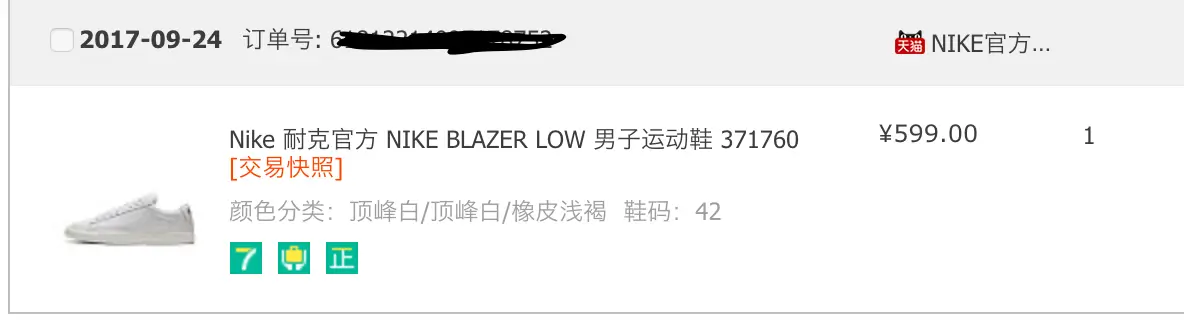 2017-09-24 订单号: 天猫 NIKE官方...
Nike 耐克官方 NIKE BLAZER LOW 男子运动鞋 371760 ¥599.00 1
[交易快照]
颜色分类：顶峰白/顶峰白/橡皮浅褐 鞋码：42
7 正